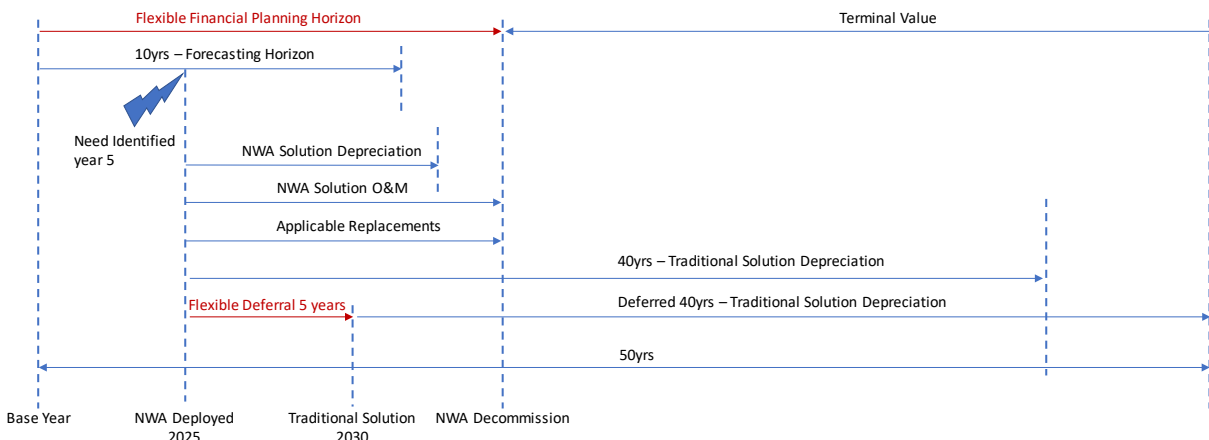 Flexible Financial Planning Horizon
Terminal Value
10yrs – Forecasting Horizon
Need Identified
year 5
NWA Solution Depreciation
NWA Solution O&M
Applicable Replacements
40yrs – Traditional Solution Depreciation
Flexible Deferral 5 years
Deferred 40yrs – Traditional Solution Depreciation
50yrs
Base Year
NWA Deployed
2025
Traditional Solution
2030
NWA Decommission